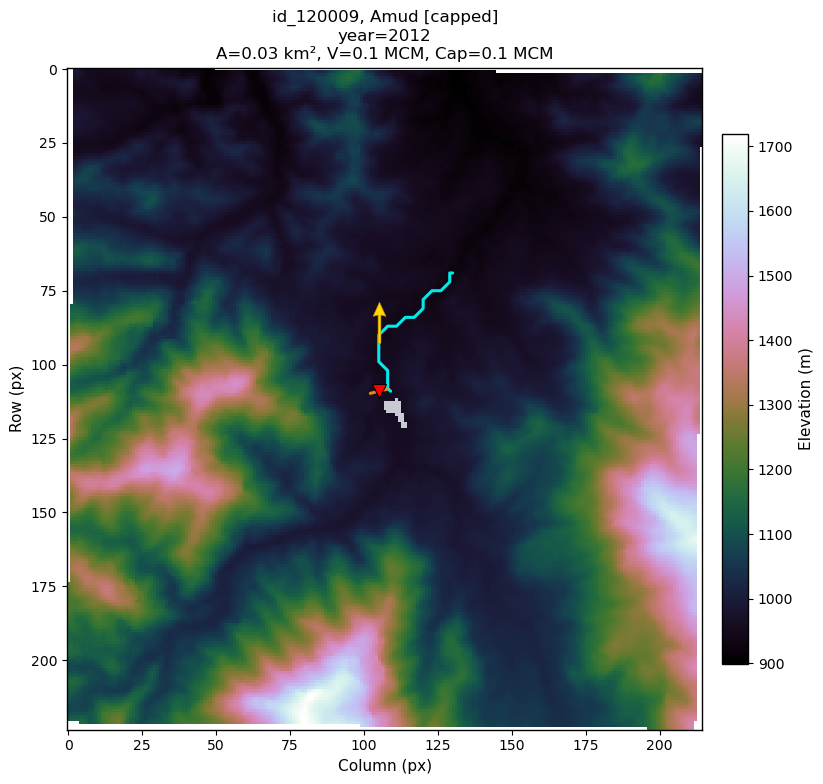 id_120009, Amud [capped]
year=2012
A=0.03 km², V=0.1 MCM, Cap=0.1 MCM
0
25
50
75
100
125
150
175
200
Row (px)
0 25 50 75 100 125 150 175 200
Column (px)
1700
1600
1500
1400
1300
1200
1100
1000
900
Elevation (m)